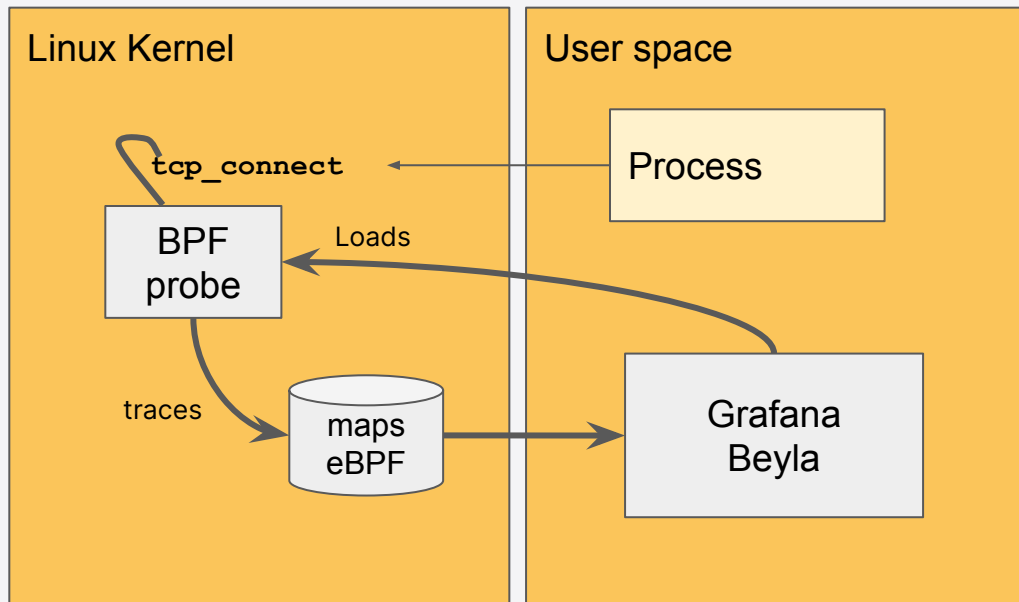 Linux Kernel
User space
tcp_connect
Process
BPF
probe
Loads
traces
maps
eBPF
Grafana
Beyla